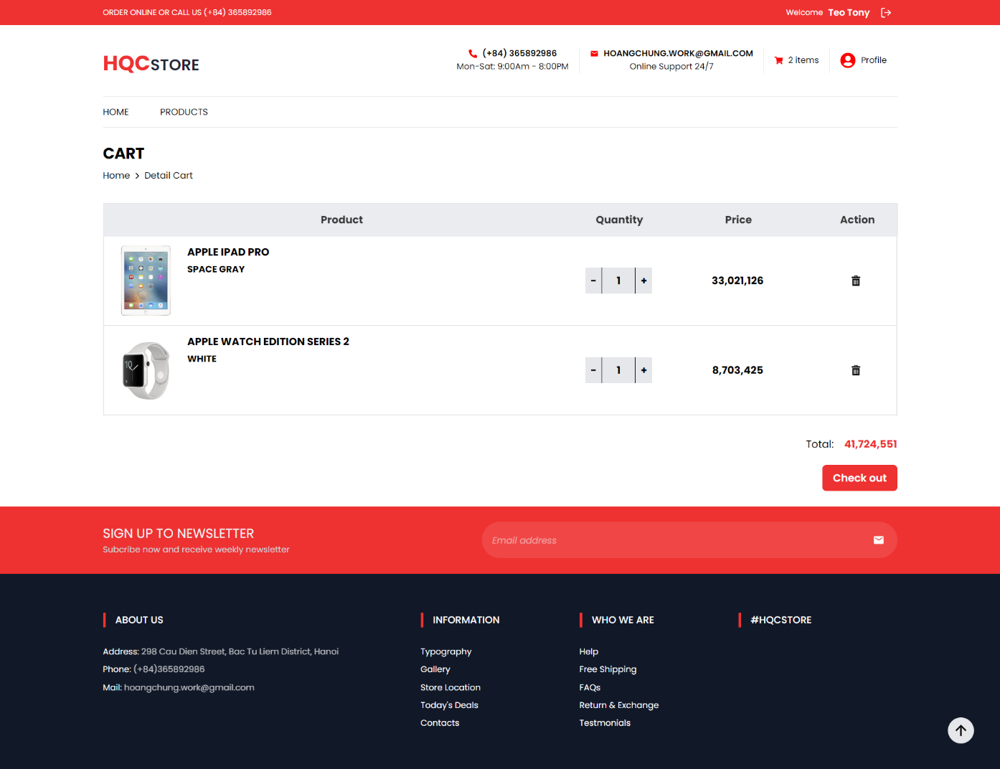 ORDER ONLINE OR CALL US (+84) 365892986
Welcome Teo Tony
HQCSTORE
(+84) 365892986
Mon-Sat: 9:00Am - 8:00PM
HOANGCHUNG.WORK@GMAIL.COM
Online Support 24/7
2 items
Profile
HOME
PRODUCTS
CART
Home > Detail Cart
Product Quantity Price Action
APPLE IPAD PRO
SPACE GRAY
- 1 + 33,021,126
APPLE WATCH EDITION SERIES 2
WHITE
- 1 + 8,703,425
Total: 41,724,551
Check out
SIGN UP TO NEWSLETTER
Subcribe now and receive weekly newsletter
Email address
ABOUT US
Address: 298 Cau Dien Street, Bac Tu Liem District, Hanoi
Phone: (+84)365892986
Mail: hoangchung.work@gmail.com
INFORMATION
Typography
Gallery
Store Location
Today's Deals
Contacts
WHO WE ARE
Help
Free Shipping
FAQs
Return & Exchange
Testmonials
#HQCSTORE